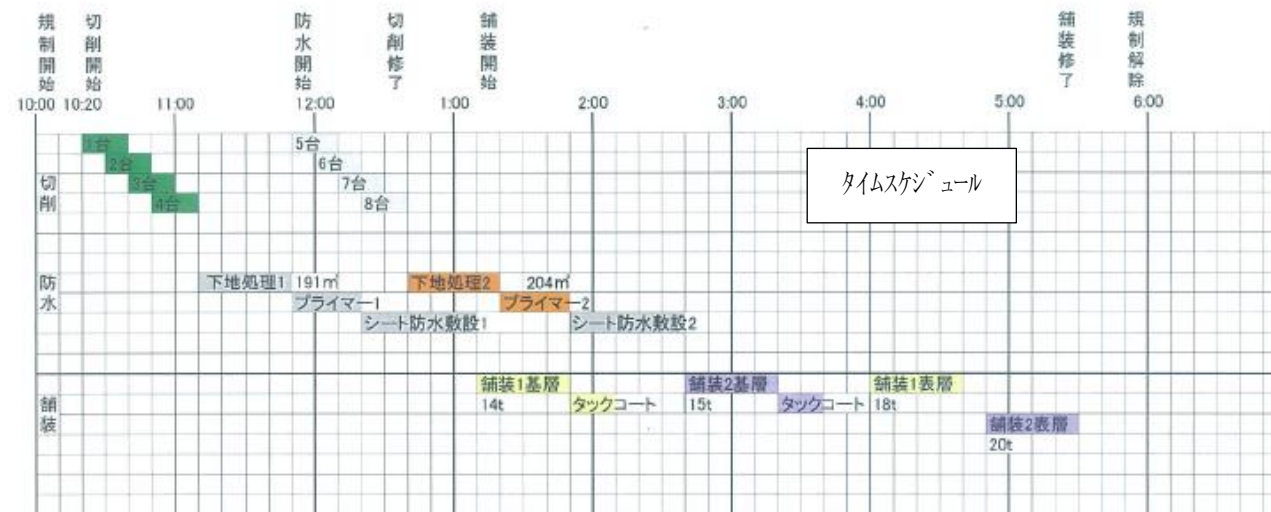 規制開始
切削開始
防水開始
切削修了
舗装開始
舗装修了
規制解除
10:00 10:20 11:00 12:00 1:00 2:00 3:00 4:00 5:00 6:00
タイムスケジュール
切削
1台 5台
2台 6台
3台 7台
4台 8台
防水
下地処理1 191㎡ 下地処理2 204㎡
プライマー1 プライマー2
シート防水敷設1 シート防水敷設2
舗装
舗装1基層 舗装2基層 舗装1表層
14t タックコート 15t タックコート 18t
舗装2表層
20t